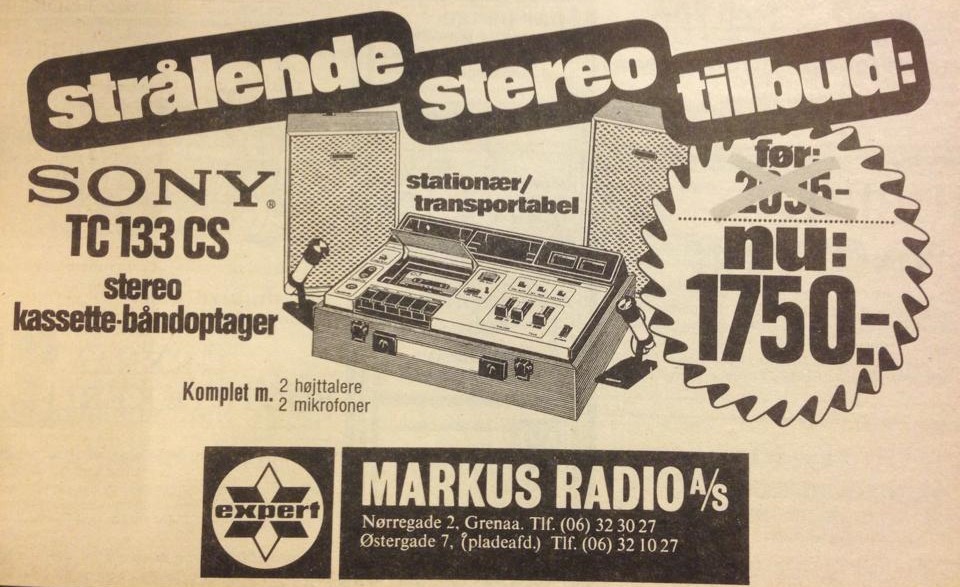 strålende stereo tilbud:
SONY®
TC 133 CS
stereo
kassette-båndoptager
stationær/
transportabel
før:
nu:
1750.-
Komplet m. 2 højttalere
2 mikrofoner
expert
MARKUS RADIO A/S
Nørregade 2, Grenaa. Tlf. (06) 32 30 27
Østergade 7, (pladeafd.) Tlf. (06) 32 10 27